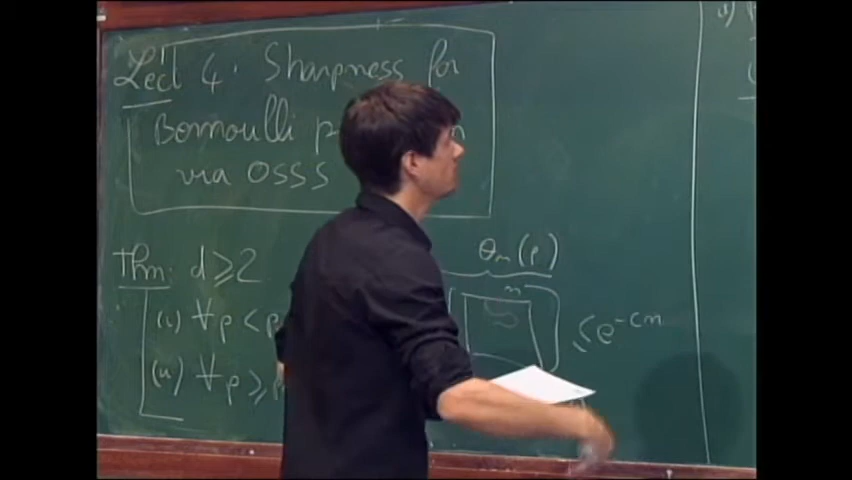 Lect 4: Sharpness for
Bernoulli
via OSSS
Thm: d ≥ 2
(i) ∀p < p
(ii) ∀p ≥ p
θₙ(p)
n
≤ e^{-cn}